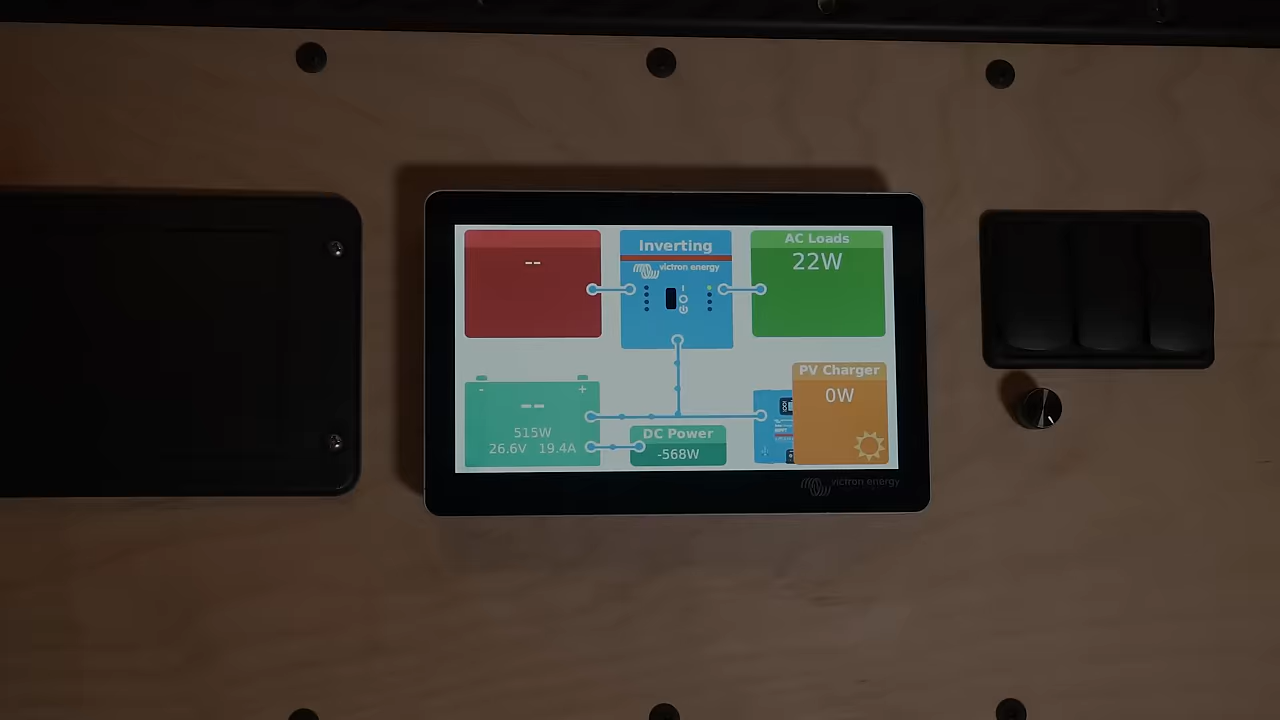 --
Inverting
victron energy
AC Loads
22W
--
515W
26.6V 19.4A
DC Power
-568W
PV Charger
0W
victron energy